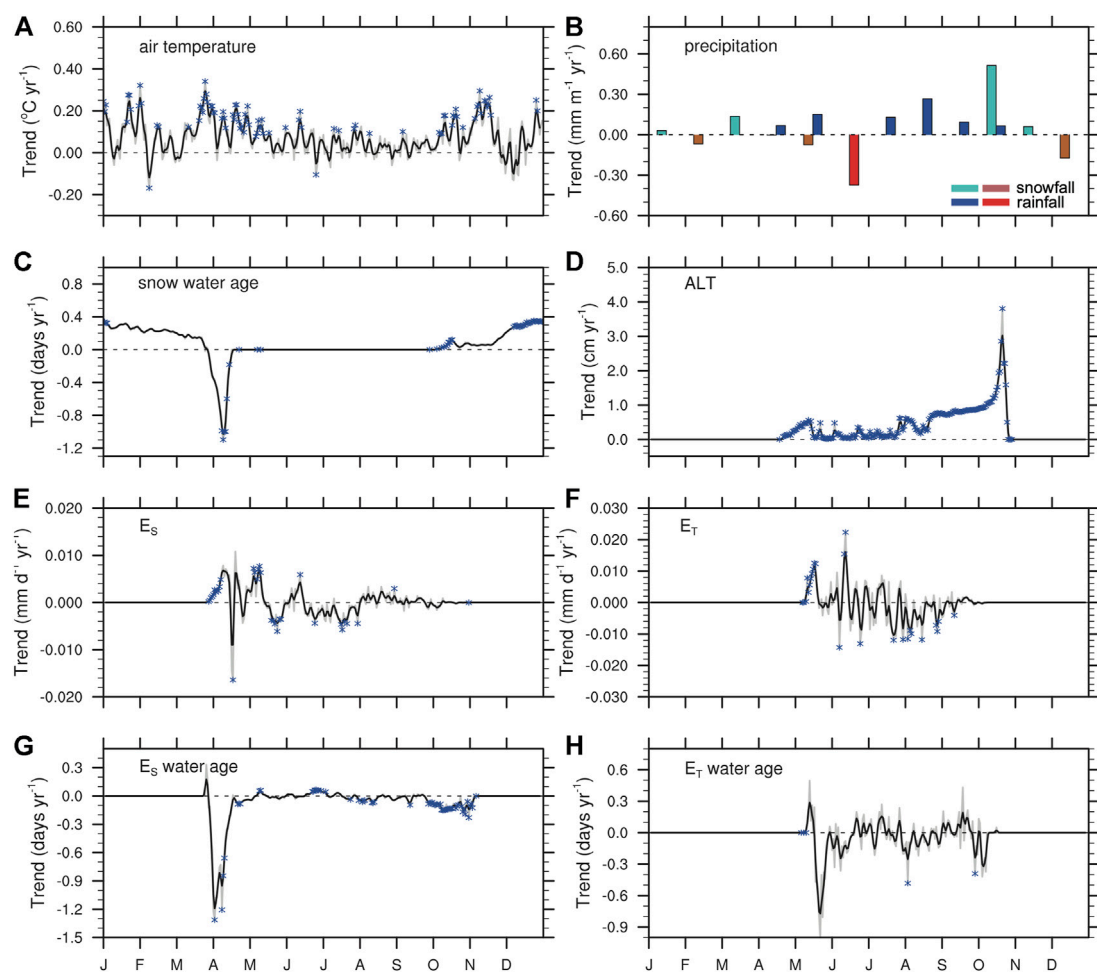 A
air temperature
Trend (°C yr⁻¹)
0.60
0.40
0.20
0.00
-0.20
B
precipitation
Trend (mm m⁻¹ yr⁻¹)
0.60
0.30
0.00
-0.30
-0.60
snowfall
rainfall
C
snow water age
Trend (days yr⁻¹)
0.8
0.4
0.0
-0.4
-0.8
-1.2
D
ALT
Trend (cm yr⁻¹)
5.0
4.0
3.0
2.0
1.0
0.0
E
E_S
Trend (mm d⁻¹ yr⁻¹)
0.020
0.010
0.000
-0.010
-0.020
F
E_T
Trend (mm d⁻¹ yr⁻¹)
0.030
0.020
0.010
0.000
-0.010
-0.020
-0.030
G
E_S water age
Trend (days yr⁻¹)
0.3
0.0
-0.3
-0.6
-0.9
-1.2
-1.5
J F M A M J J A S O N D
H
E_T water age
Trend (days yr⁻¹)
0.6
0.3
0.0
-0.3
-0.6
-0.9
J F M A M J J A S O N D